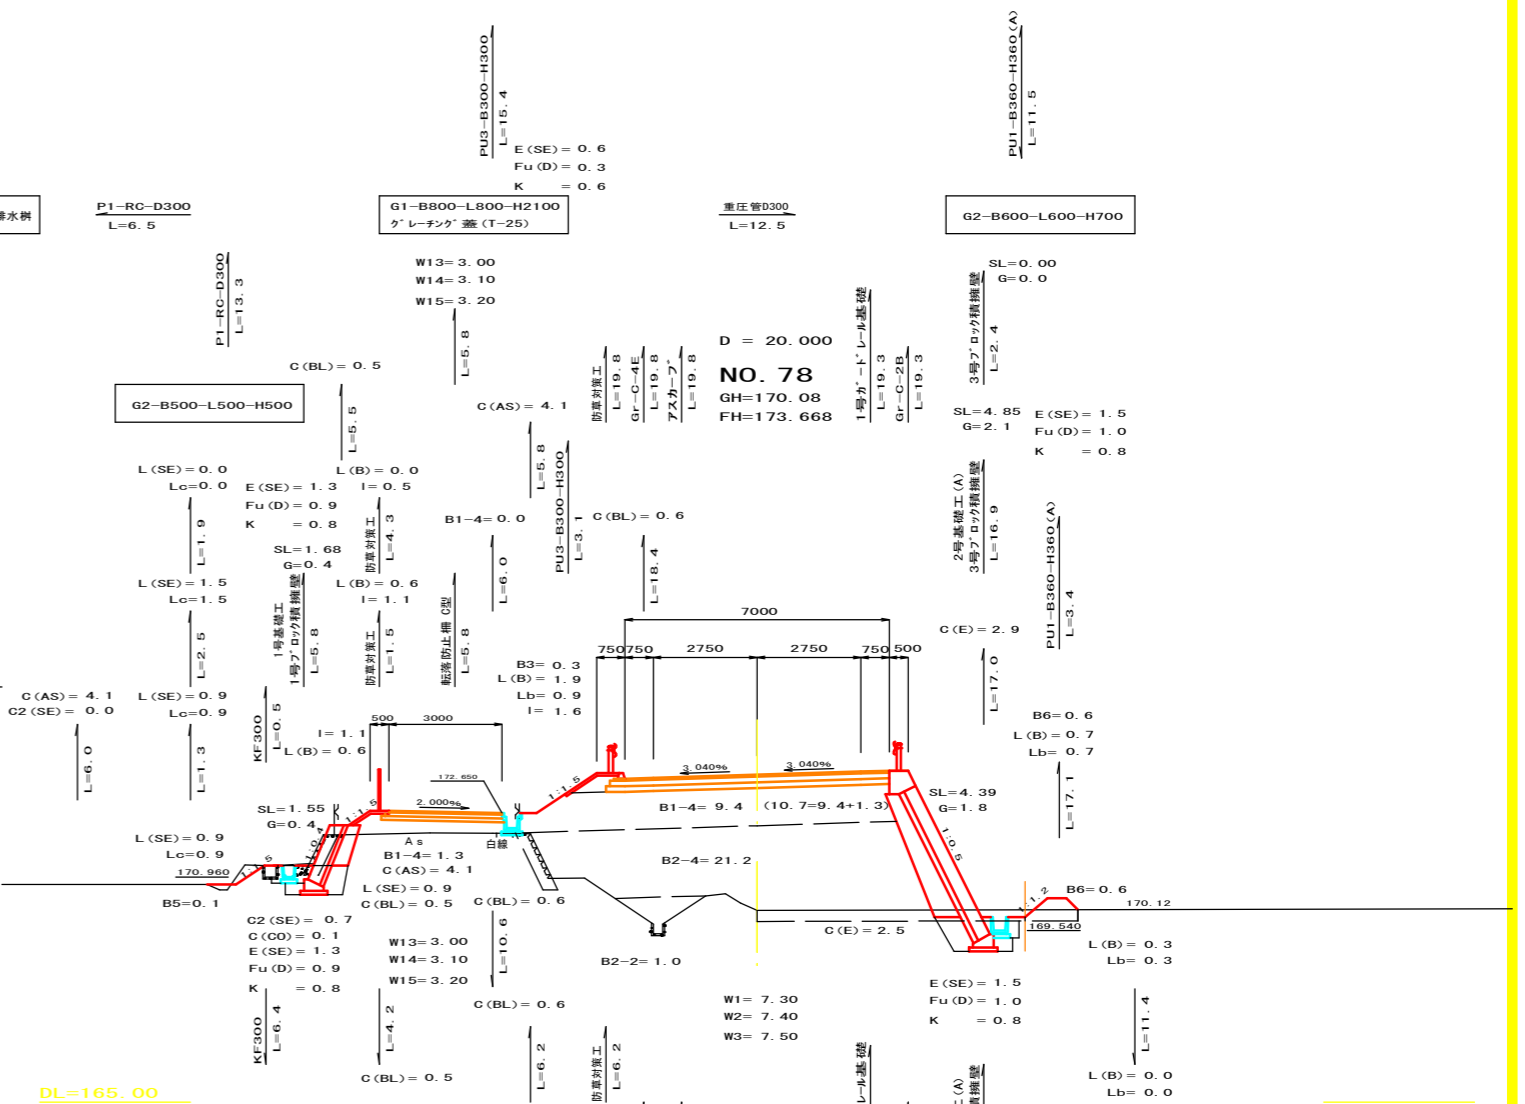 PU3-B300-H300
L=15.4
E(SE)= 0.6
Fu(D)= 0.3
K = 0.6
PU1-B360-H360(A)
L=11.5
排水桝
P1-RC-D300
L=6.5
G1-B800-L800-H2100
グレーチング蓋(T-25)
重圧管D300
L=12.5
G2-B600-L600-H700
P1-RC-D300
L=13.3
W13=3.00
W14=3.10
W15=3.20
L=5.8
SL=0.00
G=0.0
3号ブロック積擁壁
L=2.4
C(BL)= 0.5
L=5.5
G2-B500-L500-H500
C(AS)= 4.1
L=5.8
防草対策工
L=19.8
Gr-C-4E
L=19.8
アスカーブ
L=19.8
D = 20.000
NO. 78
GH=170.08
FH=173.668
1号ガードレール基礎
L=19.3
Gr-C-2B
L=19.3
SL=4.85
G=2.1
E(SE)= 1.5
Fu(D)= 1.0
K = 0.8
L(SE)= 0.0
Lc=0.0
L=1.9
E(SE)= 1.3
Fu(D)= 0.9
K = 0.8
L(B)= 0.0
I= 0.5
防草対策工
L=4.3
B1-4= 0.0
L=6.0
PU3-B300-H300
L=3.1
C(BL)= 0.6
L=18.4
2号基礎工(A)
3号ブロック積擁壁
L=16.9
PU1-B360-H360(A)
L=3.4
SL=1.68
G=0.4
1号基礎工
1号ブロック積擁壁
L=5.8
L(SE)= 1.5
Lc=1.5
L=2.5
L(B)= 0.6
I= 1.1
防草対策工
L=1.5
転落防止柵 C型
L=5.8
7000
750
750
2750
2750
750
500
C(E)= 2.9
L=17.0
B3= 0.3
L(B)= 1.9
Lb= 0.9
I= 1.6
C(AS)= 4.1
C2(SE)= 0.0
L=6.0
L(SE)= 0.9
Lc=0.9
L=1.3
KF300
L=0.5
I= 1.1
L(B)= 0.6
500
3000
B6=0.6
L(B)= 0.7
Lb= 0.7
L=17.1
172.650
1:1.5
3.040%
3.040%
2.000%
1:1.5
B1-4= 9.4
(10.7=9.4+1.3)
SL=4.39
G=1.8
SL=1.55
G=0.4
1:0.4
1:0.5
L(SE)= 0.9
Lc=0.9
As
白線
B1-4= 1.3
C(AS)= 4.1
B2-4= 21.2
170.960
B5=0.1
L(SE)= 0.9
C(BL)= 0.5
C(BL)= 0.6
1:1.2
B6=0.6
170.12
169.540
C2(SE)= 0.7
C(CO)= 0.1
E(SE)= 1.3
Fu(D)= 0.9
K = 0.8
W13=3.00
W14=3.10
W15=3.20
L=10.6
C(E)= 2.5
B2-2= 1.0
L(B)= 0.3
Lb= 0.3
KF300
L=6.4
L=4.2
C(BL)= 0.6
W1= 7.30
W2= 7.40
W3= 7.50
E(SE)= 1.5
Fu(D)= 1.0
K = 0.8
L=11.4
C(BL)= 0.5
L=6.2
防草対策工
L=6.2
L(B)= 0.0
Lb= 0.0
DL=165.00